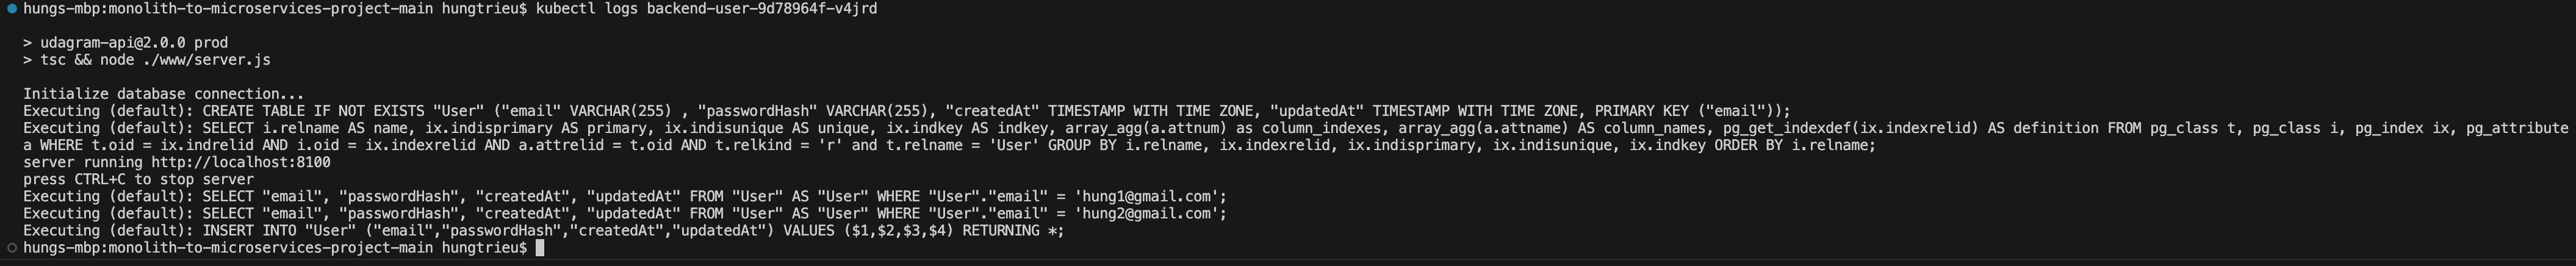 hungs-mbp:monolith-to-microservices-project-main hungtrieu$ kubectl logs backend-user-9d78964f-v4jrd
> udagram-api@2.0.0 prod
> tsc && node ./www/server.js
Initialize database connection...
Executing (default): CREATE TABLE IF NOT EXISTS "User" ("email" VARCHAR(255) , "passwordHash" VARCHAR(255), "createdAt" TIMESTAMP WITH TIME ZONE, "updatedAt" TIMESTAMP WITH TIME ZONE, PRIMARY KEY ("email"));
Executing (default): SELECT i.relname AS name, ix.indisprimary AS primary, ix.indisunique AS unique, ix.indkey AS indkey, array_agg(a.attnum) as column_indexes, array_agg(a.attname) AS column_names, pg_get_indexdef(ix.indexrelid) AS definition FROM pg_class t, pg_class i, pg_index ix, pg_attribute
a WHERE t.oid = ix.indrelid AND i.oid = ix.indexrelid AND a.attrelid = t.oid AND t.relkind = 'r' and t.relname = 'User' GROUP BY i.relname, ix.indexrelid, ix.indisprimary, ix.indisunique, ix.indkey ORDER BY i.relname;
server running http://localhost:8100
press CTRL+C to stop server
Executing (default): SELECT "email", "passwordHash", "createdAt", "updatedAt" FROM "User" AS "User" WHERE "User"."email" = 'hung1@gmail.com';
Executing (default): SELECT "email", "passwordHash", "createdAt", "updatedAt" FROM "User" AS "User" WHERE "User"."email" = 'hung2@gmail.com';
Executing (default): INSERT INTO "User" ("email","passwordHash","createdAt","updatedAt") VALUES ($1,$2,$3,$4) RETURNING *;
hungs-mbp:monolith-to-microservices-project-main hungtrieu$